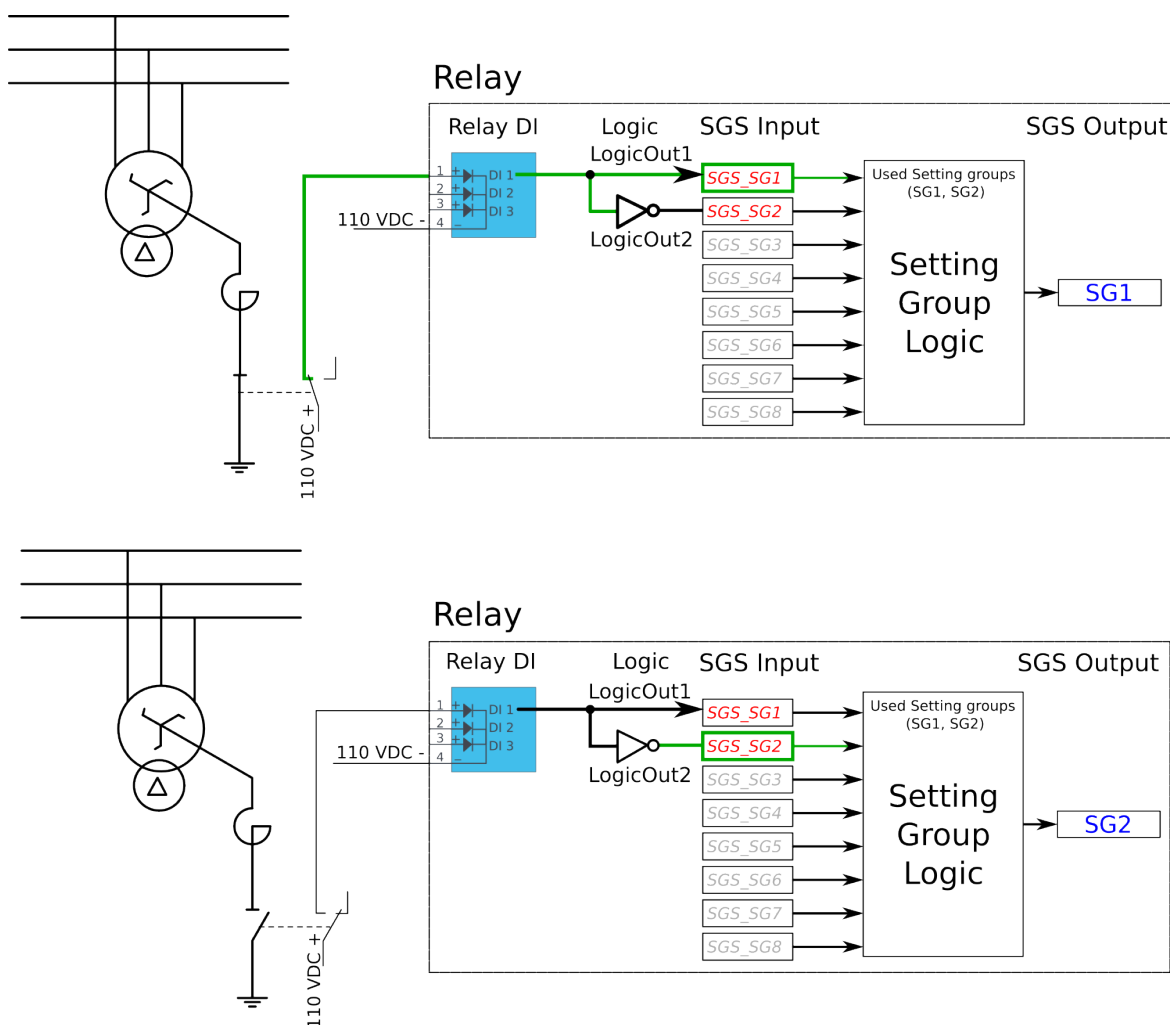 Relay
Relay DI
Logic
SGS Input
SGS Output
LogicOut1
1
+
DI 1
2
+
DI 2
3
+
DI 3
4
−
110 VDC -
LogicOut2
SGS_SG1
SGS_SG2
SGS_SG3
SGS_SG4
SGS_SG5
SGS_SG6
SGS_SG7
SGS_SG8
Used Setting groups
(SG1, SG2)
Setting
Group
Logic
SG1
110 VDC +
Relay
Relay DI
Logic
SGS Input
SGS Output
LogicOut1
1
+
DI 1
2
+
DI 2
3
+
DI 3
4
−
110 VDC -
LogicOut2
SGS_SG1
SGS_SG2
SGS_SG3
SGS_SG4
SGS_SG5
SGS_SG6
SGS_SG7
SGS_SG8
Used Setting groups
(SG1, SG2)
Setting
Group
Logic
SG2
110 VDC +